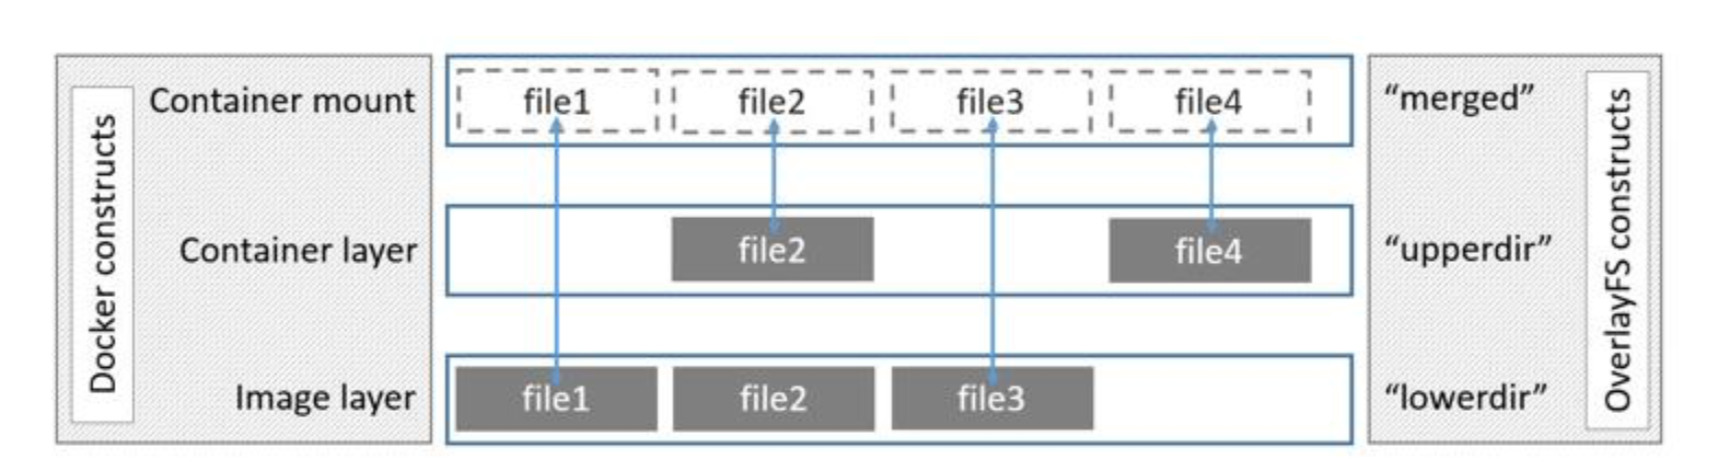 Docker constructs
Container mount
file1 file2 file3 file4
“merged”
Container layer
file2 file4
“upperdir”
Image layer
file1 file2 file3
“lowerdir”
OverlayFS constructs